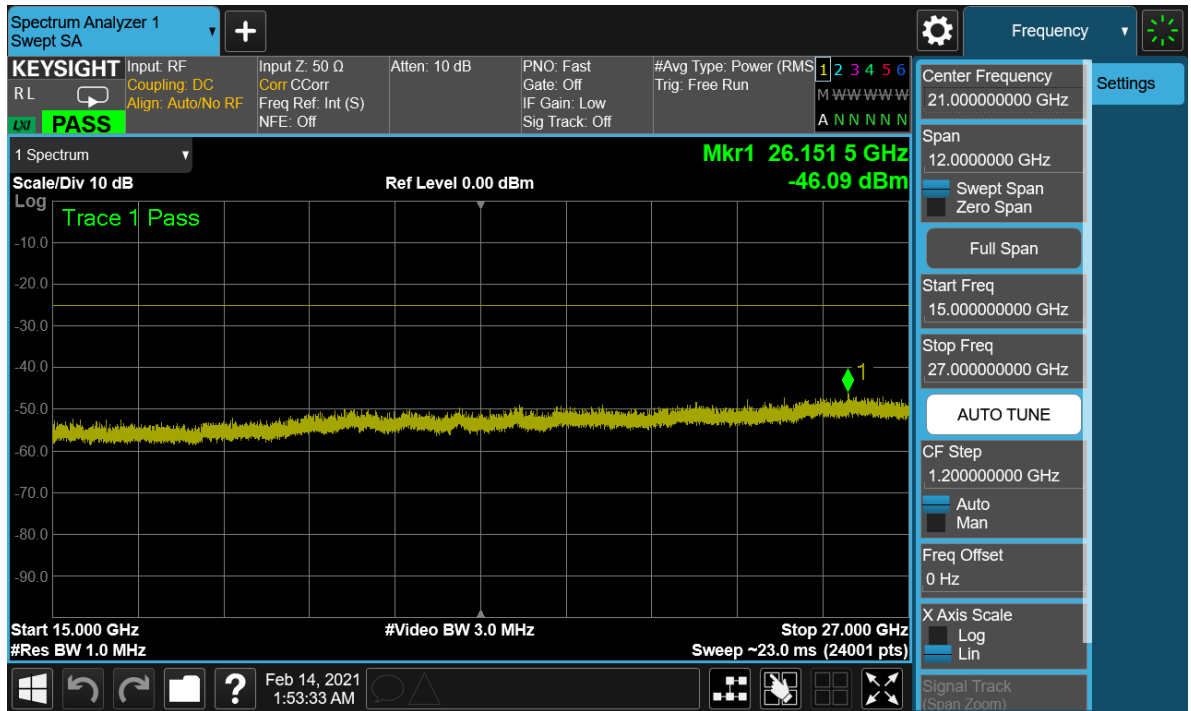 Spectrum Analyzer 1
Swept SA
Frequency
KEYSIGHT
RL
LXI
PASS
Input: RF
Coupling: DC
Align: Auto/No RF
Input Z: 50 Ω
Corr CCorr
Freq Ref: Int (S)
NFE: Off
Atten: 10 dB
PNO: Fast
Gate: Off
IF Gain: Low
Sig Track: Off
#Avg Type: Power (RMS
Trig: Free Run
1 2 3 4 5 6
M W W W W W
A N N N N N
1 Spectrum
Scale/Div 10 dB
Ref Level 0.00 dBm
Mkr1 26.151 5 GHz
-46.09 dBm
Log
Trace 1 Pass
-10.0
-20.0
-30.0
-40.0
-50.0
-60.0
-70.0
-80.0
-90.0
1
Start 15.000 GHz
#Res BW 1.0 MHz
#Video BW 3.0 MHz
Stop 27.000 GHz
Sweep ~23.0 ms (24001 pts)
?
Feb 14, 2021
1:53:33 AM
Center Frequency
21.000000000 GHz
Span
12.0000000 GHz
Swept Span
Zero Span
Full Span
Start Freq
15.000000000 GHz
Stop Freq
27.000000000 GHz
AUTO TUNE
CF Step
1.200000000 GHz
Auto
Man
Freq Offset
0 Hz
X Axis Scale
Log
Lin
Signal Track
(Span Zoom)
Settings